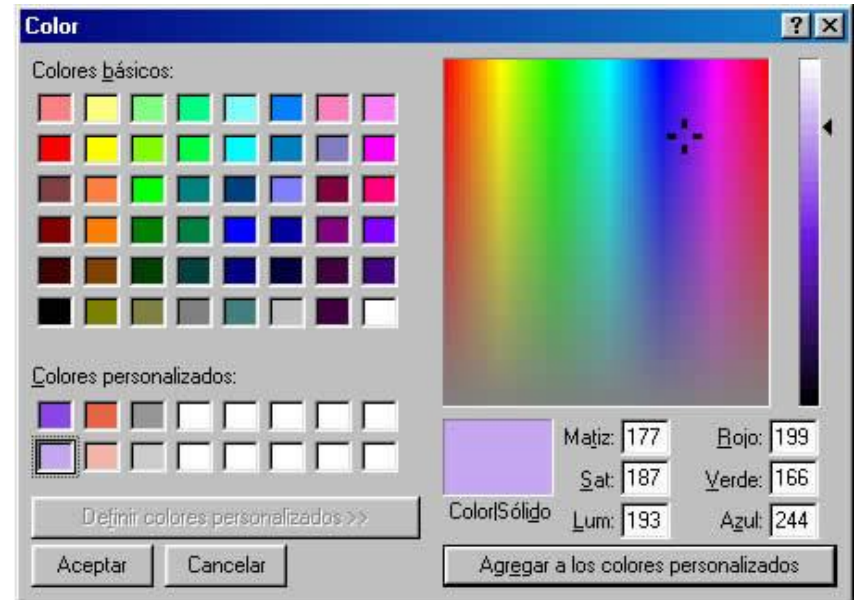 Color
Colores básicos:
Colores personalizados:
Definir colores personalizados >>
Aceptar Cancelar
Color|Sólido
Matiz: 177 Rojo: 199
Sat: 187 Verde: 166
Lum: 193 Azul: 244
Agregar a los colores personalizados